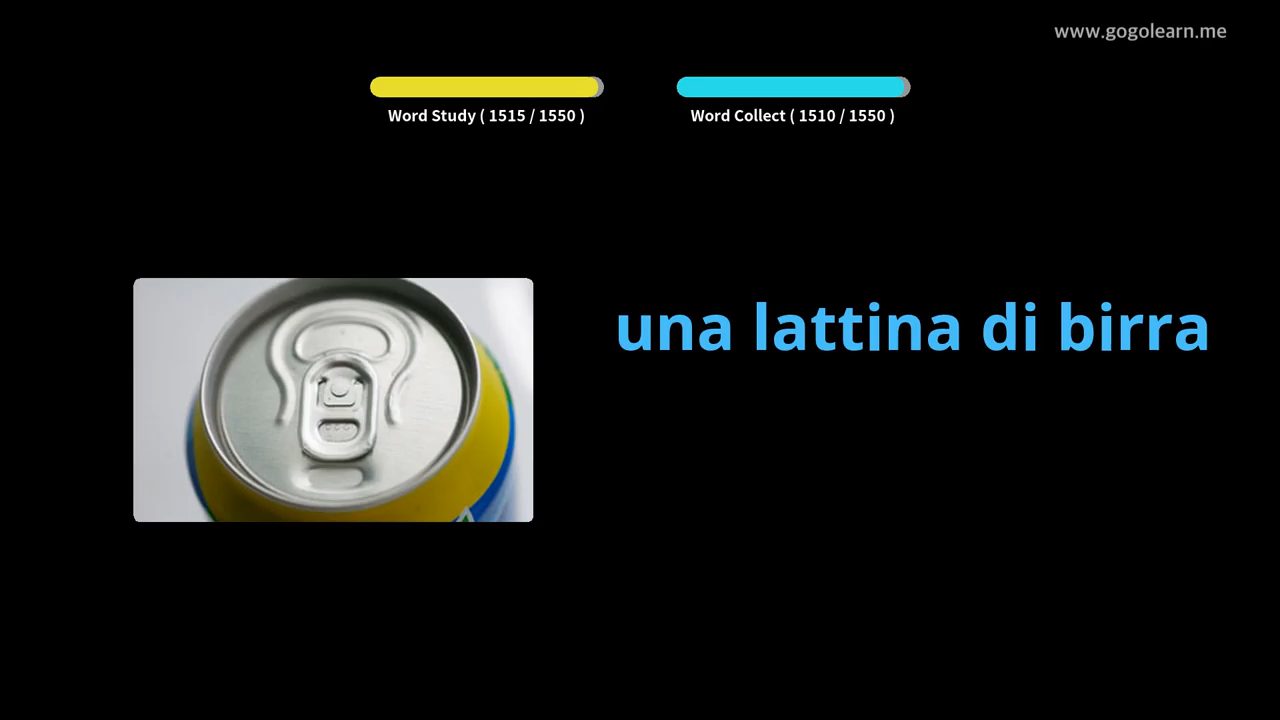 www.gogolearn.me
Word Study ( 1515 / 1550 )
Word Collect ( 1510 / 1550 )
una lattina di birra